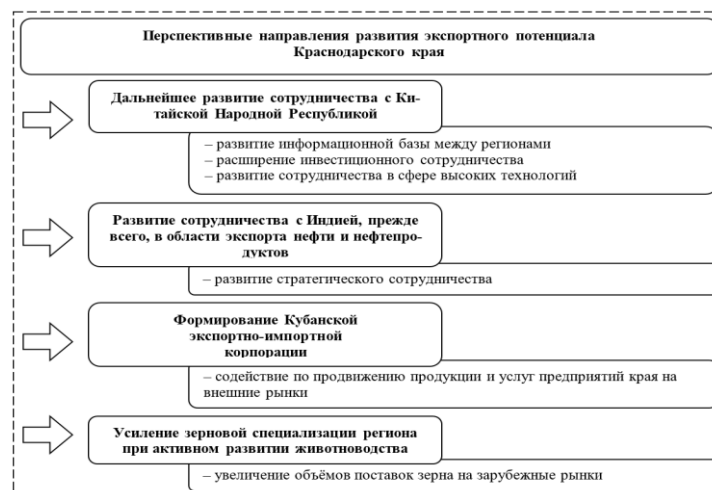 Перспективные направления развития экспортного потенциала
Краснодарского края
Дальнейшее развитие сотрудничества с Ки-
тайской Народной Республикой
– развитие информационной базы между регионами
– расширение инвестиционного сотрудничества
– развитие сотрудничества в сфере высоких технологий
Развитие сотрудничества с Индией, прежде
всего, в области экспорта нефти и нефтепро-
дуктов
– развитие стратегического сотрудничества
Формирование Кубанской
экспортно-импортной
корпорации
– содействие по продвижению продукции и услуг предприятий края на
внешние рынки
Усиление зерновой специализации региона
при активном развитии животноводства
– увеличение объёмов поставок зерна на зарубежные рынки